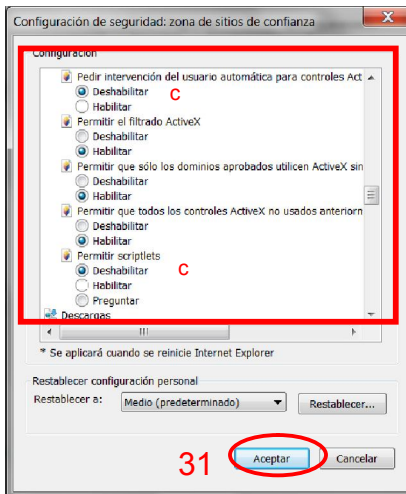 Configuración de seguridad: zona de sitios de confianza
Configuración
Pedir intervención del usuario automática para controles Act
Deshabilitar c
Habilitar
Permitir el filtrado ActiveX
Deshabilitar
Habilitar
Permitir que sólo los dominios aprobados utilicen ActiveX sin
Deshabilitar
Habilitar
Permitir que todos los controles ActiveX no usados anteriorn
Deshabilitar
Habilitar
Permitir scriptlets
Deshabilitar c
Habilitar
Preguntar
Descargas
* Se aplicará cuando se reinicie Internet Explorer
Restablecer configuración personal
Restablecer a: Medio (predeterminado) Restablecer...
31 Aceptar Cancelar